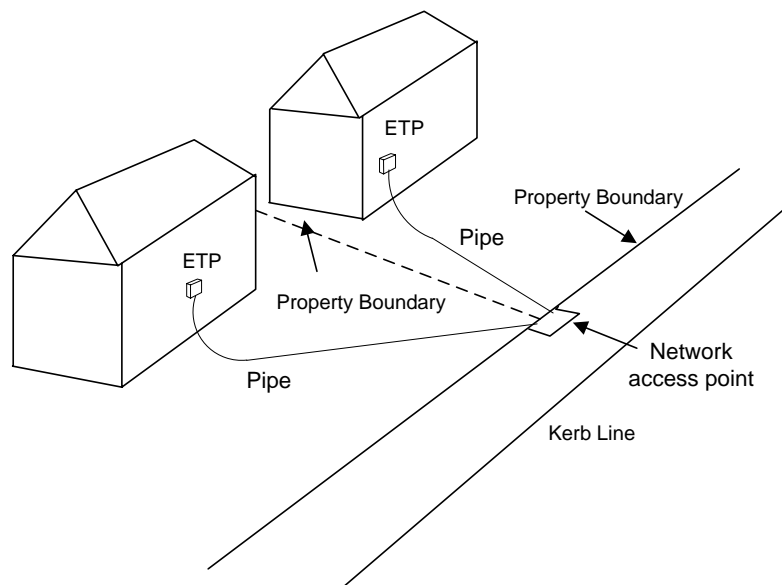 ETP
Property Boundary
Pipe
ETP
Property Boundary
Network
access point
Pipe
Kerb Line